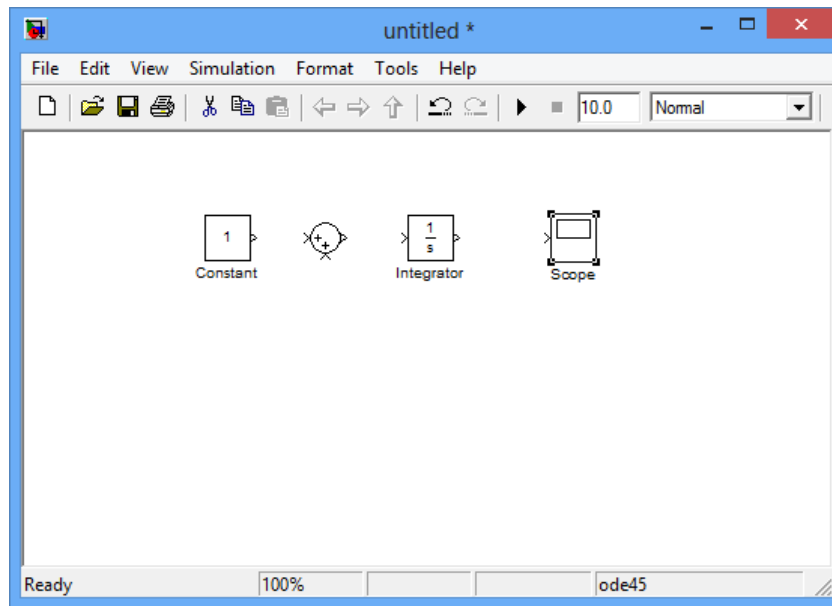 untitled *
File Edit View Simulation Format Tools Help
10.0 Normal
1 + + 1
s
Constant Integrator Scope
Ready 100% ode45